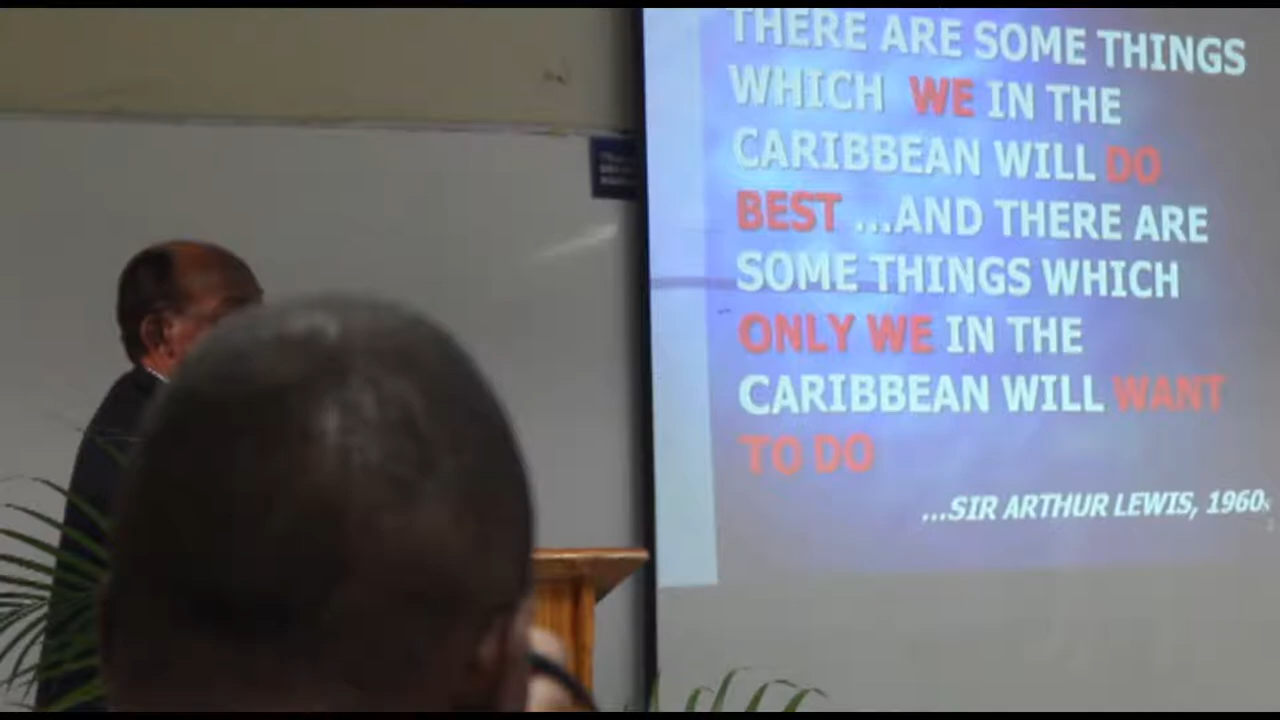 THERE ARE SOME THINGS
WHICH WE IN THE
CARIBBEAN WILL DO
BEST ...AND THERE ARE
SOME THINGS WHICH
ONLY WE IN THE
CARIBBEAN WILL WANT
TO DO
...SIR ARTHUR LEWIS, 1960s